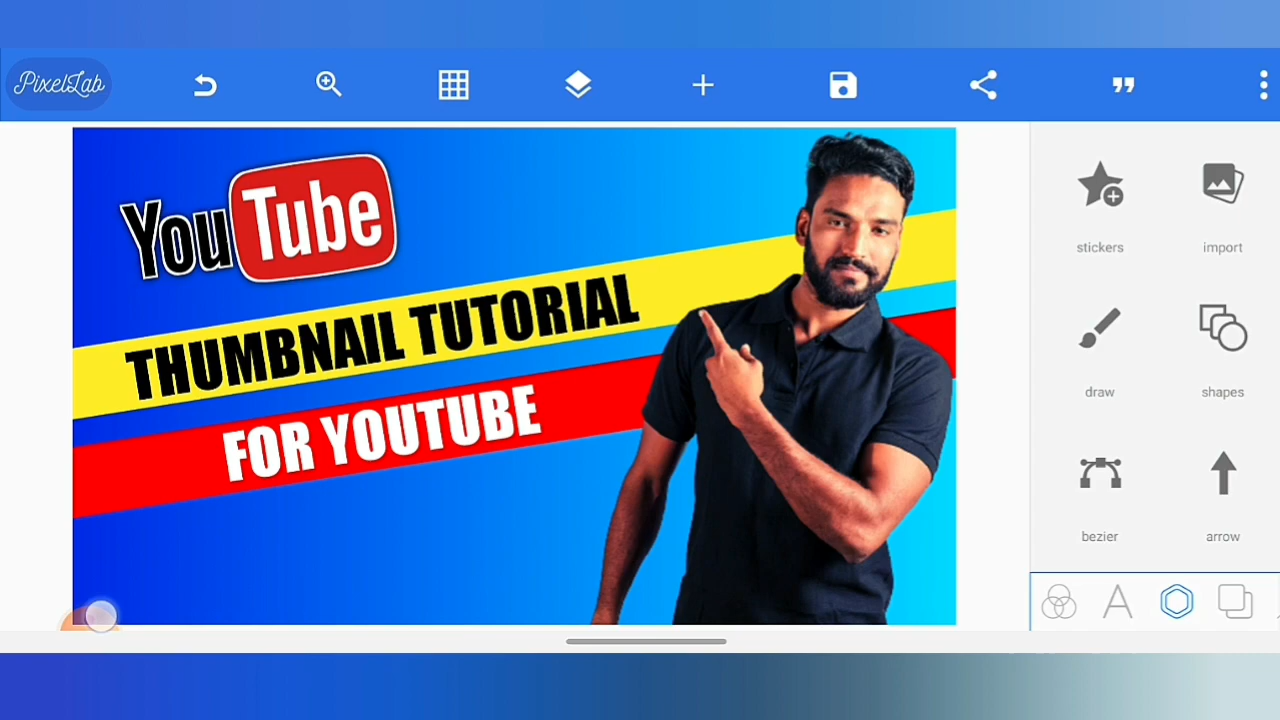 PixelLab
YouTube
THUMBNAIL TUTORIAL
FOR YOUTUBE
stickers
import
draw
shapes
bezier
arrow